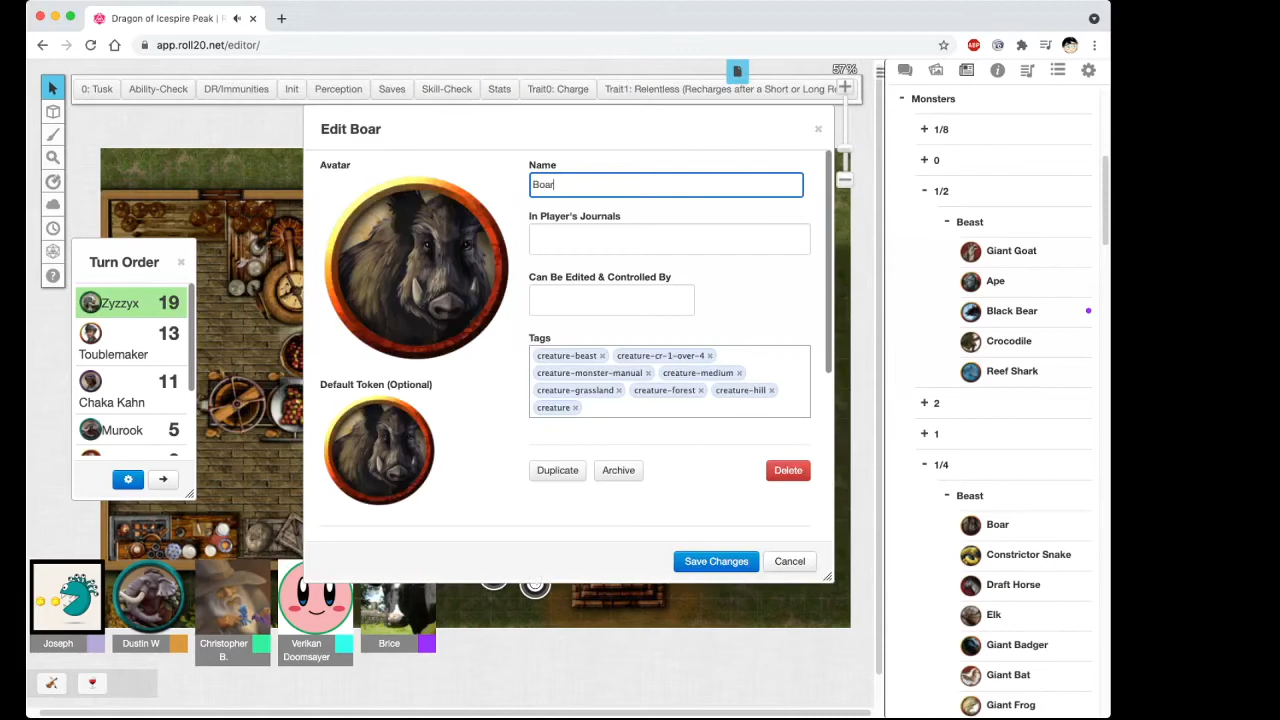 Dragon of Icespire Peak | R
app.roll20.net/editor/
57%
0: Tusk
Ability-Check
DR/Immunities
Init
Perception
Saves
Skill-Check
Stats
Trait0: Charge
Trait1: Relentless (Recharges after a Short or Long Re
Edit Boar
Avatar
Default Token (Optional)
Name
Boar
In Player's Journals
Can Be Edited & Controlled By
Tags
creature-beast × creature-cr-1-over-4 ×
creature-monster-manual × creature-medium ×
creature-grassland × creature-forest × creature-hill ×
creature ×
Duplicate
Archive
Delete
Save Changes
Cancel
Turn Order
Zyzzyx 19
13
Toublemaker
11
Chaka Kahn
Murook 5
Joseph
Dustin W
Christopher
B.
Verikan
Doomsayer
Brice
Monsters
1/8
0
1/2
Beast
Giant Goat
Ape
Black Bear
Crocodile
Reef Shark
2
1
1/4
Beast
Boar
Constrictor Snake
Draft Horse
Elk
Giant Badger
Giant Bat
Giant Frog